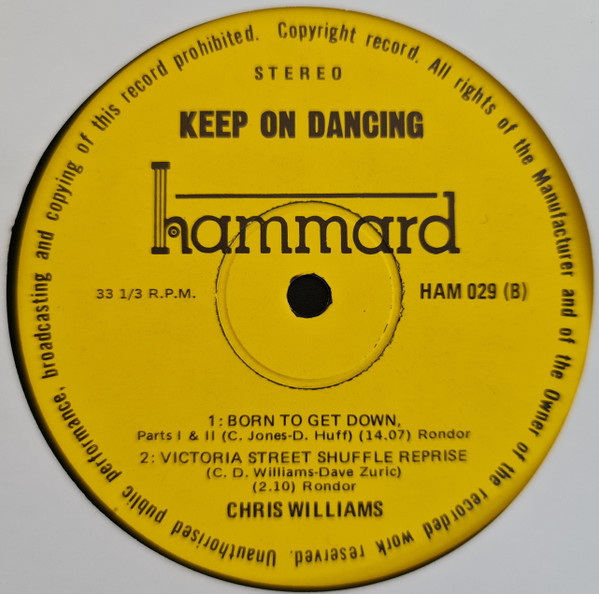 Unauthorised public performance, broadcasting and copying of this record prohibited. Copyright record. All rights of the Manufacturer and of the Owner of the recorded work reserved.
STEREO
KEEP ON DANCING
hammard
33 1/3 R.P.M.
HAM 029 (B)
1: BORN TO GET DOWN,
Parts I & II (C. Jones-D. Huff) (14.07) Rondor
2: VICTORIA STREET SHUFFLE REPRISE
(C. D. Williams-Dave Zuric)
(2.10) Rondor
CHRIS WILLIAMS